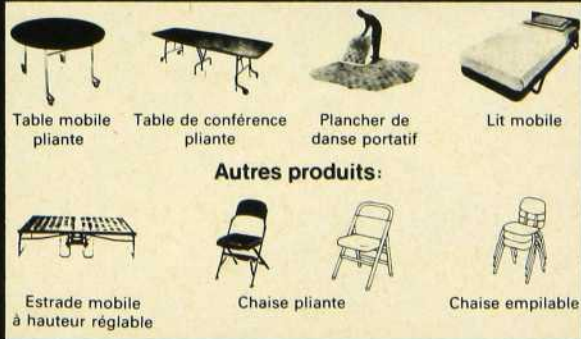 Table mobile
pliante
Table de conférence
pliante
Plancher de
danse portatif
Lit mobile
Autres produits:
Estrade mobile
à hauteur réglable
Chaise pliante
Chaise empilable